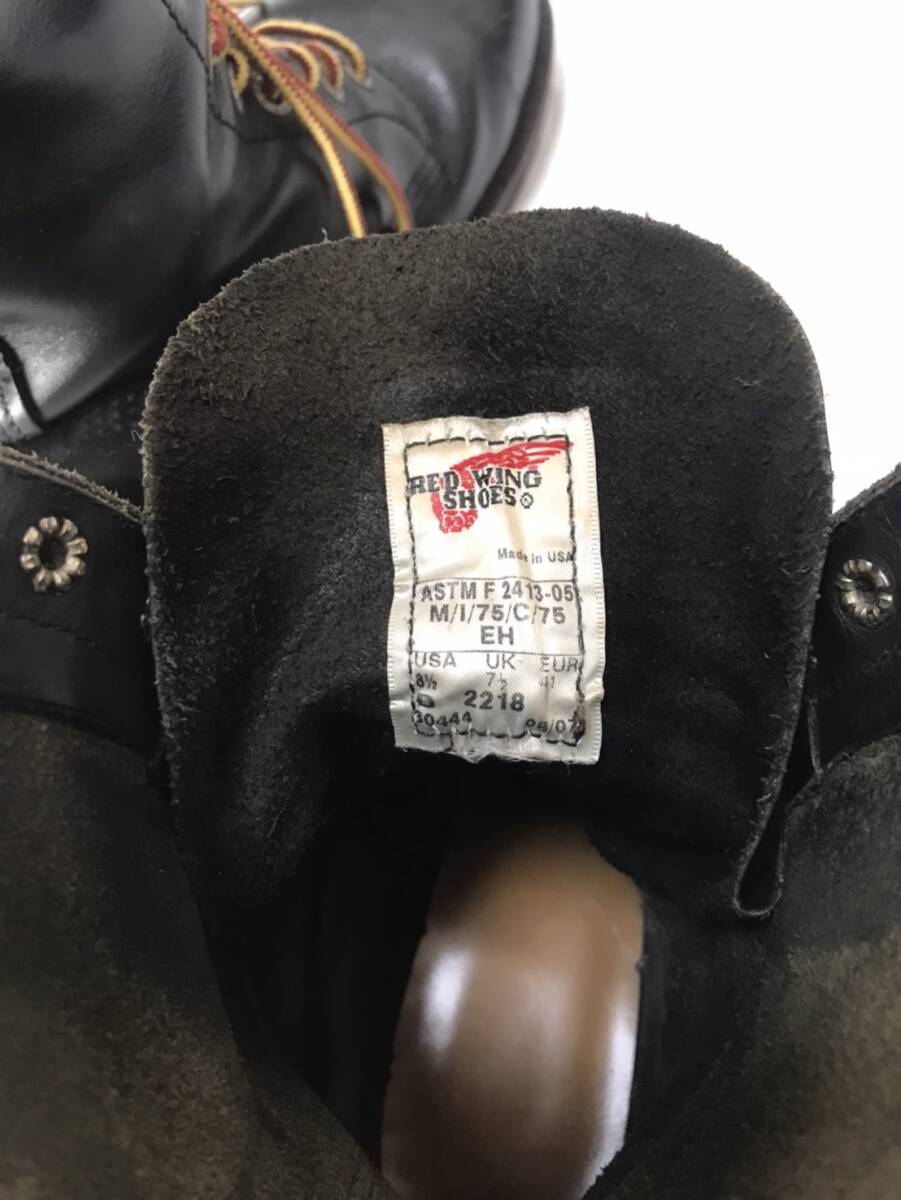 RED WING
SHOES®
Made in USA
ASTM F 2413-05
M/I/75/C/75
EH
USA UK EUR
8½ 7½ 41
D 2218
30444 08/07